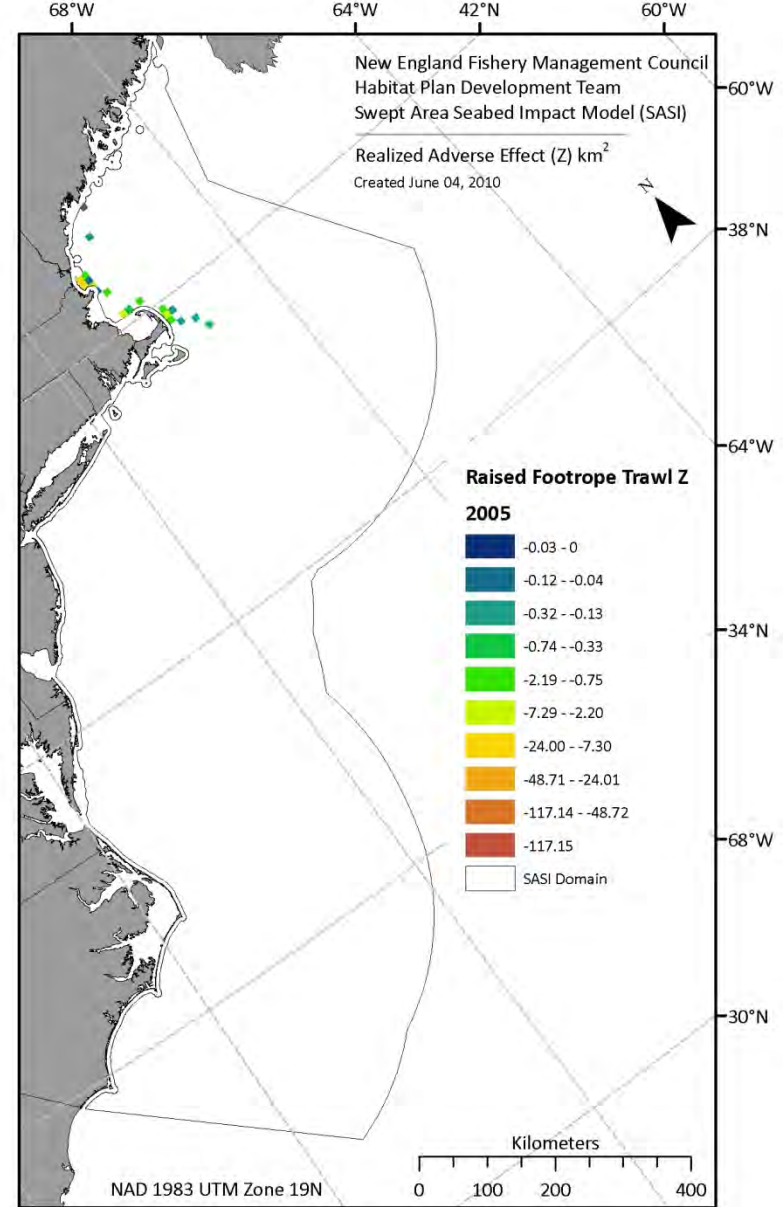 68°W 64°W 42°N 60°W
New England Fishery Management Council
Habitat Plan Development Team
Swept Area Seabed Impact Model (SASI)
Realized Adverse Effect (Z) km²
Created June 04, 2010
N
60°W
38°N
64°W
34°N
68°W
30°N
Raised Footrope Trawl Z
2005
-0.03 - 0
-0.12 - -0.04
-0.32 - -0.13
-0.74 - -0.33
-2.19 - -0.75
-7.29 - -2.20
-24.00 - -7.30
-48.71 - -24.01
-117.14 - -48.72
-117.15
SASI Domain
Kilometers
0 100 200 400
NAD 1983 UTM Zone 19N